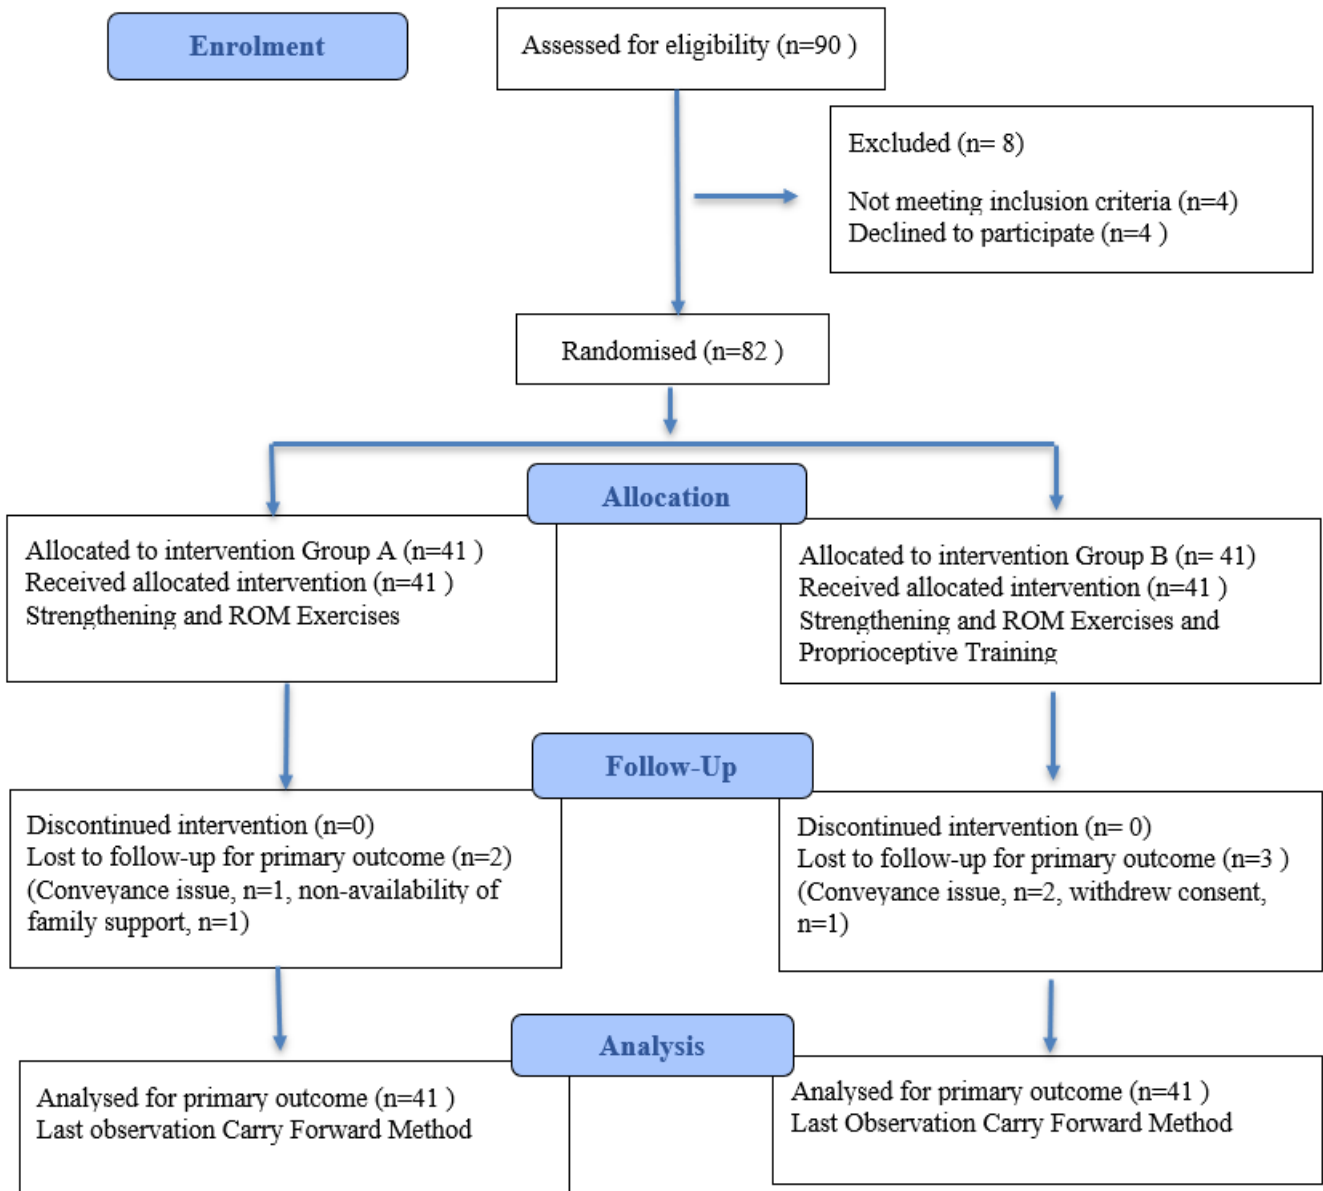 Enrolment
Assessed for eligibility (n=90 )
Excluded (n= 8)
Not meeting inclusion criteria (n=4)
Declined to participate (n=4 )
Randomised (n=82 )
Allocation
Allocated to intervention Group A (n=41 )
Received allocated intervention (n=41 )
Strengthening and ROM Exercises
Allocated to intervention Group B (n= 41)
Received allocated intervention (n=41 )
Strengthening and ROM Exercises and
Proprioceptive Training
Follow-Up
Discontinued intervention (n=0)
Lost to follow-up for primary outcome (n=2)
(Conveyance issue, n=1, non-availability of
family support, n=1)
Discontinued intervention (n= 0)
Lost to follow-up for primary outcome (n=3 )
(Conveyance issue, n=2, withdrew consent,
n=1)
Analysis
Analysed for primary outcome (n=41 )
Last observation Carry Forward Method
Analysed for primary outcome (n=41 )
Last Observation Carry Forward Method